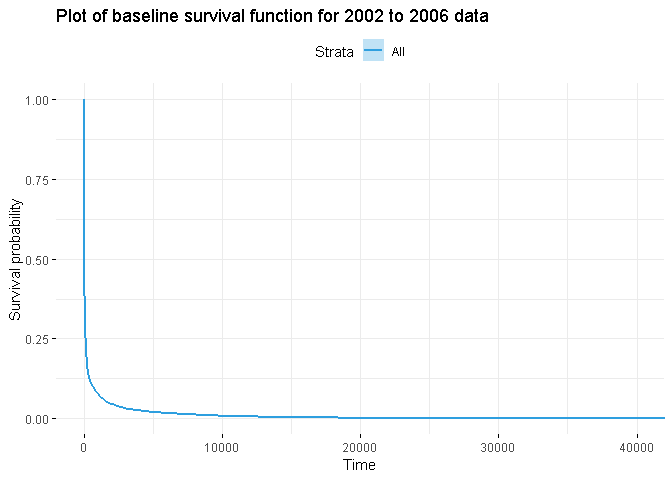 Plot of baseline survival function for 2002 to 2006 data
Strata All
1.00
0.75
0.50
0.25
0.00
Survival probability
0 10000 20000 30000 40000
Time